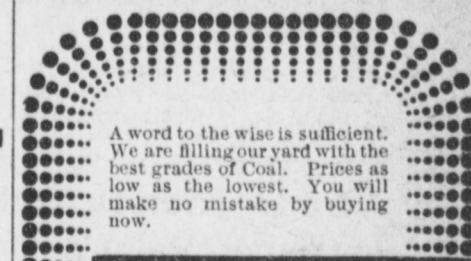 A word to the wise is sufficient.
We are filling our yard with the
best grades of Coal. Prices as
low as the lowest. You will
make no mistake by buying
now.